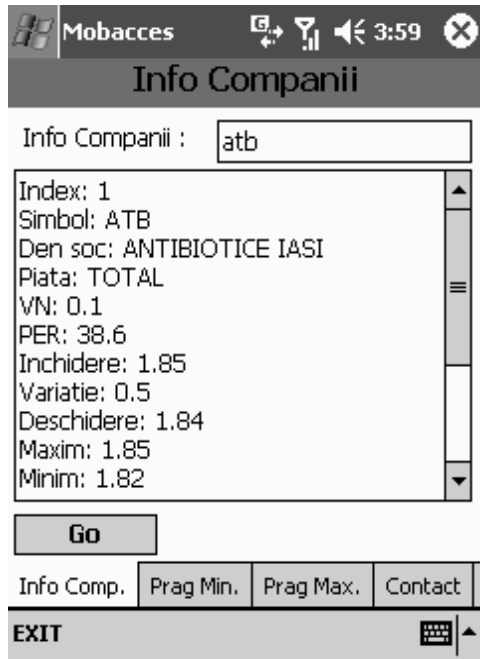 Mobacces G 3:59
Info Companii
Info Companii : atb
Index: 1
Simbol: ATB
Den soc: ANTIBIOTICE IASI
Piata: TOTAL
VN: 0.1
PER: 38.6
Inchidere: 1.85
Variatie: 0.5
Deschidere: 1.84
Maxim: 1.85
Minim: 1.82
Go
Info Comp. Prag Min. Prag Max. Contact
EXIT